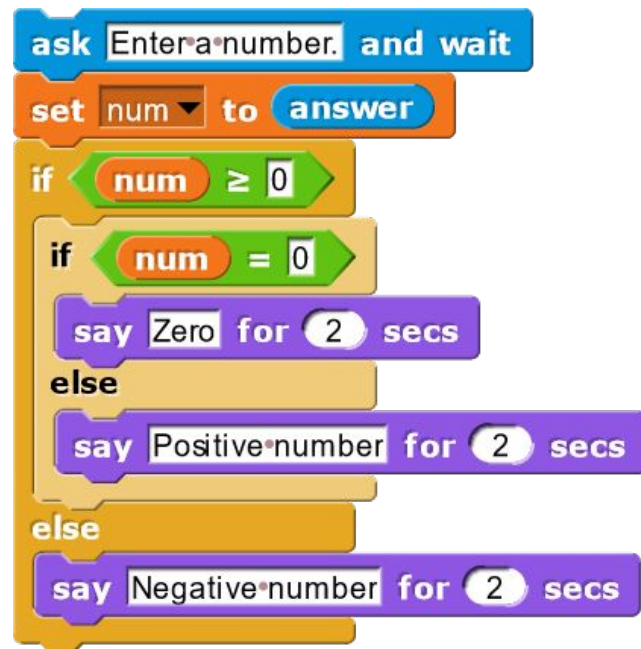 ask Enter a number. and wait
set num to answer
if num ≥ 0
if num = 0
say Zero for 2 secs
else
say Positive number for 2 secs
else
say Negative number for 2 secs